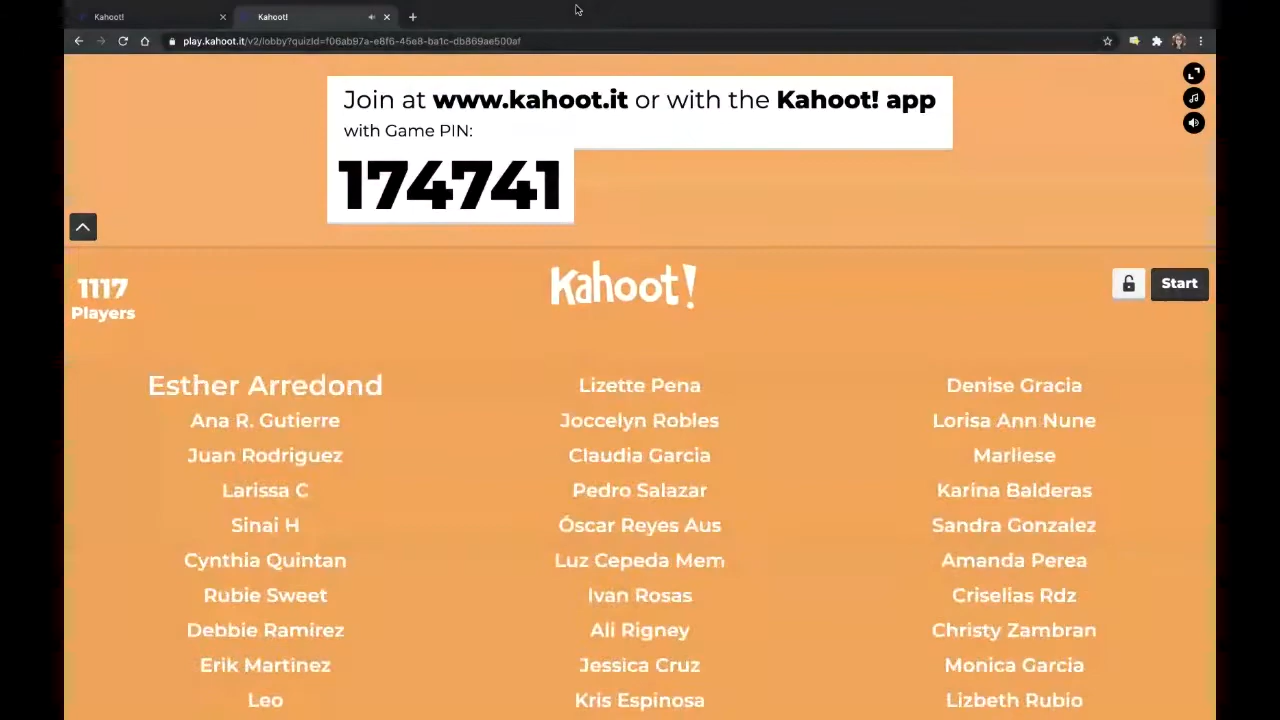 Kahoot!
Kahoot!
play.kahoot.it/v2/lobby?quizId=f06ab97a-e8f6-45e8-ba1c-db869ae500af
Join at www.kahoot.it or with the Kahoot! app
with Game PIN:
174741
1117
Players
Kahoot!
Start
Esther Arredond
Lizette Pena
Denise Gracia
Ana R. Gutierre
Joccelyn Robles
Lorisa Ann Nune
Juan Rodriguez
Claudia Garcia
Marliese
Larissa C
Pedro Salazar
Karina Balderas
Sinai H
Óscar Reyes Aus
Sandra Gonzalez
Cynthia Quintan
Luz Cepeda Mem
Amanda Perea
Rubie Sweet
Ivan Rosas
Criselias Rdz
Debbie Ramirez
Ali Rigney
Christy Zambran
Erik Martinez
Jessica Cruz
Monica Garcia
Leo
Kris Espinosa
Lizbeth Rubio